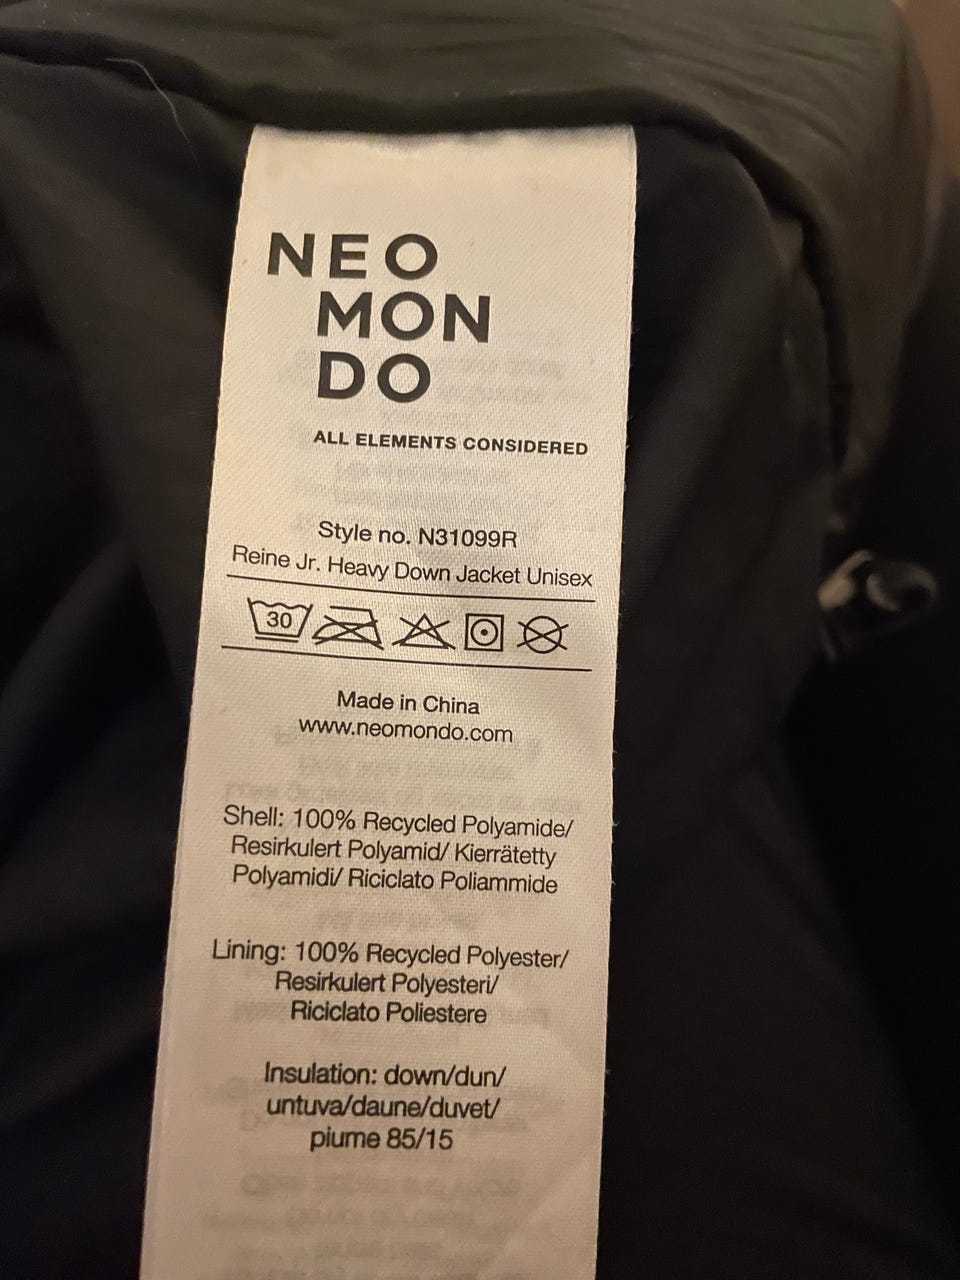 NEO
MON
DO
ALL ELEMENTS CONSIDERED
Style no. N31099R
Reine Jr. Heavy Down Jacket Unisex
30
Made in China
www.neomondo.com
Shell: 100% Recycled Polyamide/
Resirkulert Polyamid/ Kierrätetty
Polyamidi/ Riciclato Poliammide
Lining: 100% Recycled Polyester/
Resirkulert Polyesteri/
Riciclato Poliestere
Insulation: down/dun/
untuva/daune/duvet/
piume 85/15